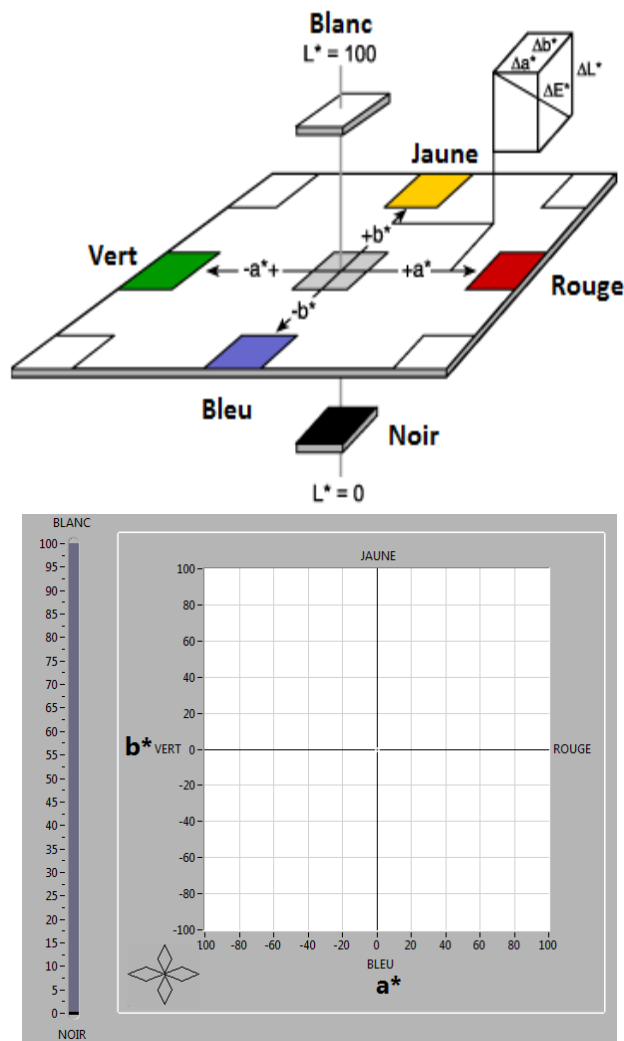 Blanc
L* = 100
Δb*
Δa*
ΔL*
ΔE*
Jaune
+b*
Vert
-a*+
+a*
Rouge
-b*
Bleu
Noir
L* = 0
BLANC
100
95
90
85
80
75
70
65
60
55
50
45
40
35
30
25
20
15
10
5
0
NOIR
JAUNE
100
80
60
40
20
b* VERT 0 ROUGE
-20
-40
-60
-80
-100
100 -80 -60 -40 -20 0 20 40 60 80 100
BLEU
a*